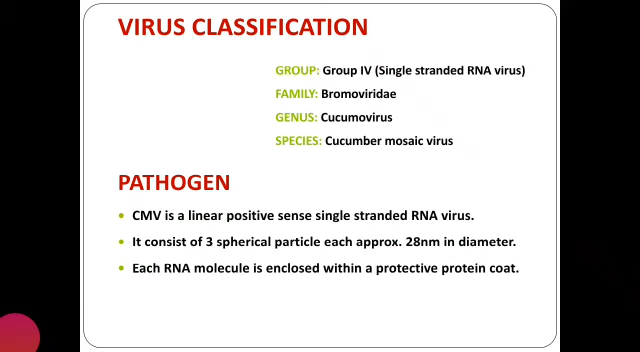 VIRUS CLASSIFICATION
GROUP: Group IV (Single stranded RNA virus)
FAMILY: Bromoviridae
GENUS: Cucumovirus
SPECIES: Cucumber mosaic virus
PATHOGEN
• CMV is a linear positive sense single stranded RNA virus.
• It consist of 3 spherical particle each approx. 28nm in diameter.
• Each RNA molecule is enclosed within a protective protein coat.